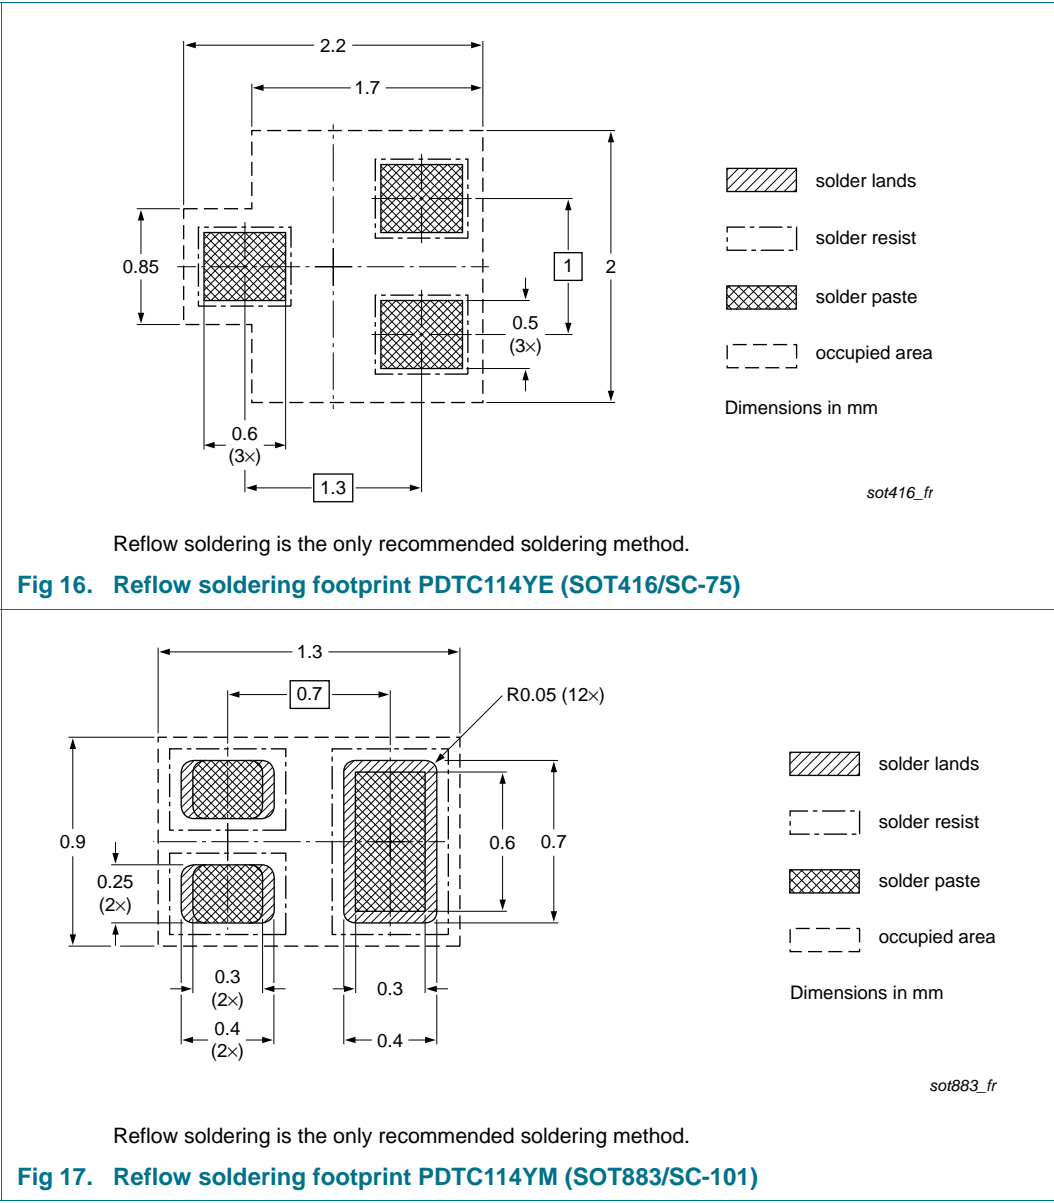 2.2
1.7
solder lands
solder resist
0.85
1
2
solder paste
0.5
(3×)
occupied area
Dimensions in mm
0.6
(3×)
1.3
sot416_fr
Reflow soldering is the only recommended soldering method.
Fig 16. Reflow soldering footprint PDTC114YE (SOT416/SC-75)
1.3
0.7
R0.05 (12×)
solder lands
solder resist
0.9
0.6
0.7
0.25
(2×)
solder paste
occupied area
0.3
(2×)
0.3
Dimensions in mm
0.4
(2×)
0.4
sot883_fr
Reflow soldering is the only recommended soldering method.
Fig 17. Reflow soldering footprint PDTC114YM (SOT883/SC-101)